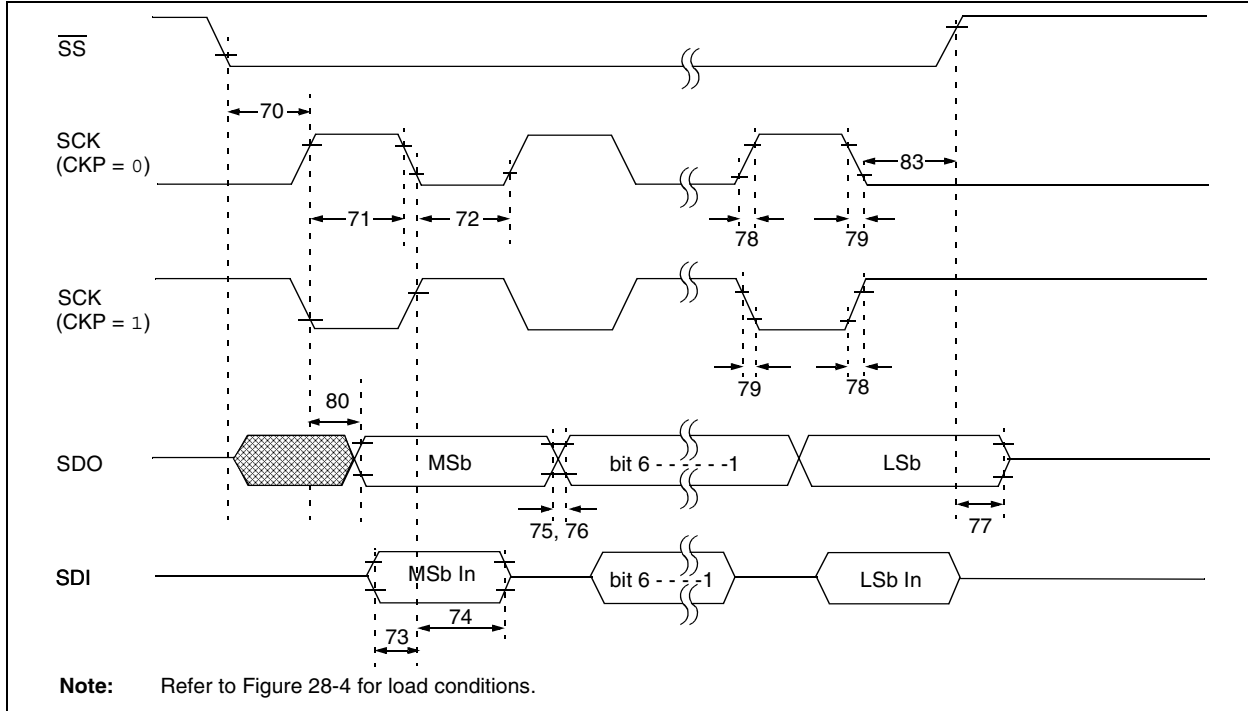 SS
70
SCK
(CKP = 0)
83
71
72
78
79
SCK
(CKP = 1)
79
78
80
SDO
MSb
bit 6 - - - - - -1
LSb
75, 76
77
SDI
MSb In
bit 6 - - - -1
LSb In
74
73
Note: Refer to Figure 28-4 for load conditions.